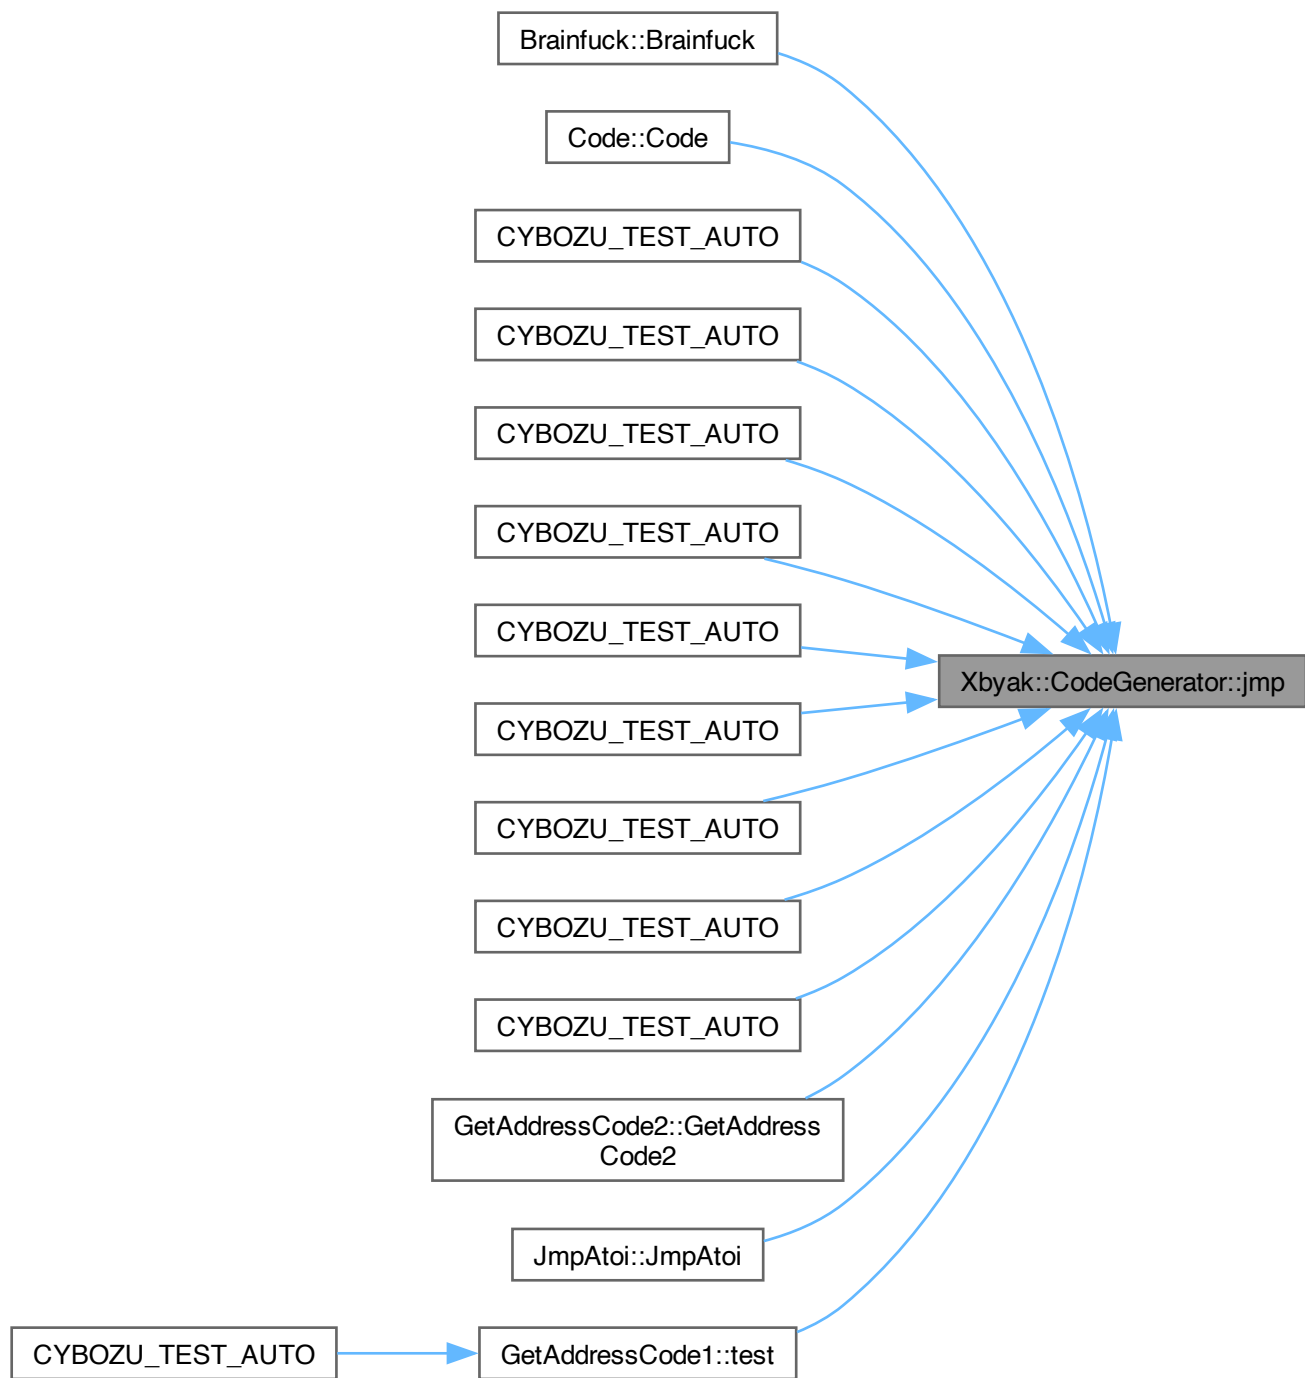 Brainfuck::Brainfuck
Code::Code
CYBOZU_TEST_AUTO
CYBOZU_TEST_AUTO
CYBOZU_TEST_AUTO
CYBOZU_TEST_AUTO
CYBOZU_TEST_AUTO
Xbyak::CodeGenerator::jmp
CYBOZU_TEST_AUTO
CYBOZU_TEST_AUTO
CYBOZU_TEST_AUTO
CYBOZU_TEST_AUTO
GetAddressCode2::GetAddress
Code2
JmpAtoi::JmpAtoi
CYBOZU_TEST_AUTO
GetAddressCode1::test